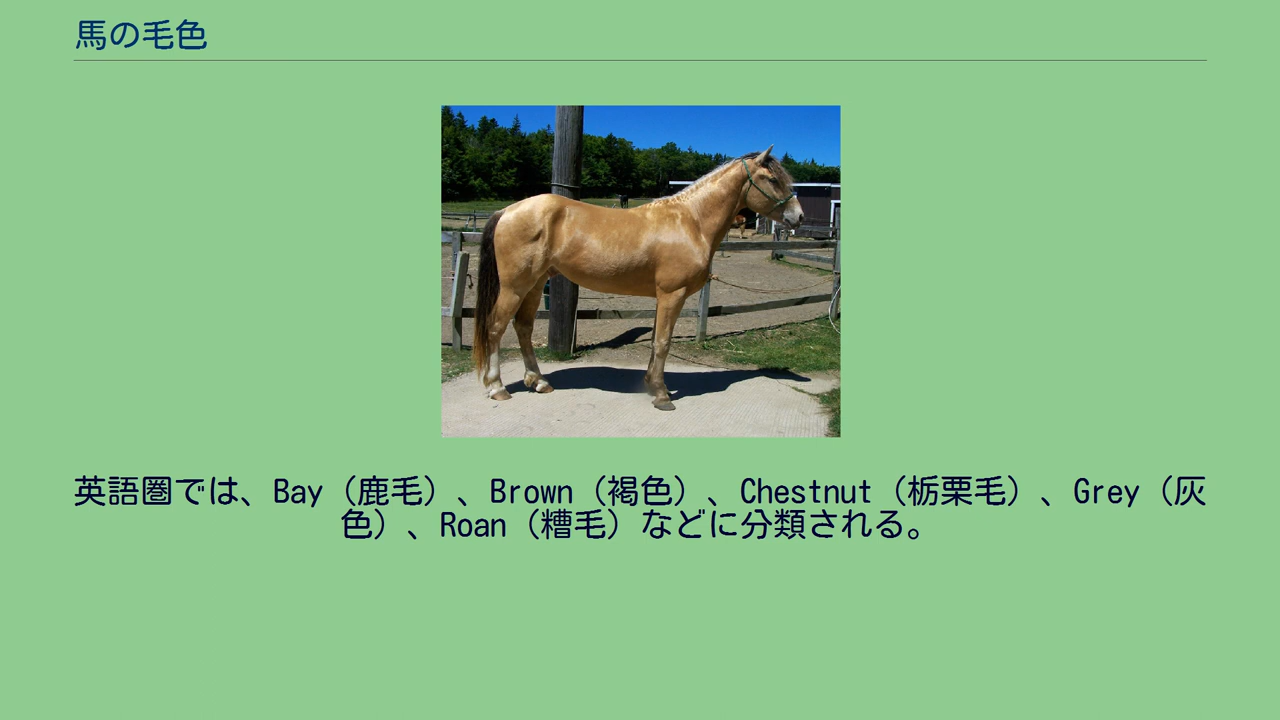 馬の毛色
英語圏では、Bay（鹿毛）、Brown（褐色）、Chestnut（栃栗毛）、Grey（灰
色）、Roan（糟毛）などに分類される。